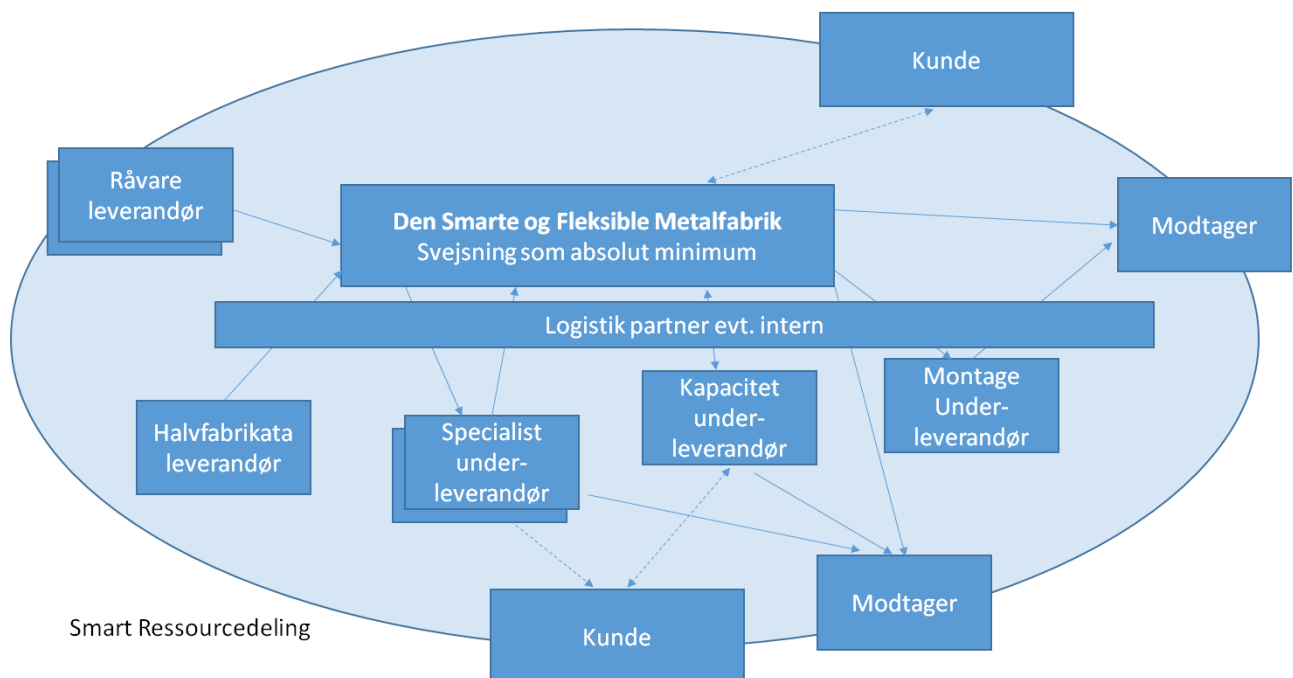 Kunde
Råvare
leverandør
Den Smarte og Fleksible Metalfabrik
Svejsning som absolut minimum
Modtager
Logistik partner evt. intern
Halvfabrikata
leverandør
Specialist
under-
leverandør
Kapacitet
under-
leverandør
Montage
Under-
leverandør
Modtager
Kunde
Smart Ressourcedeling